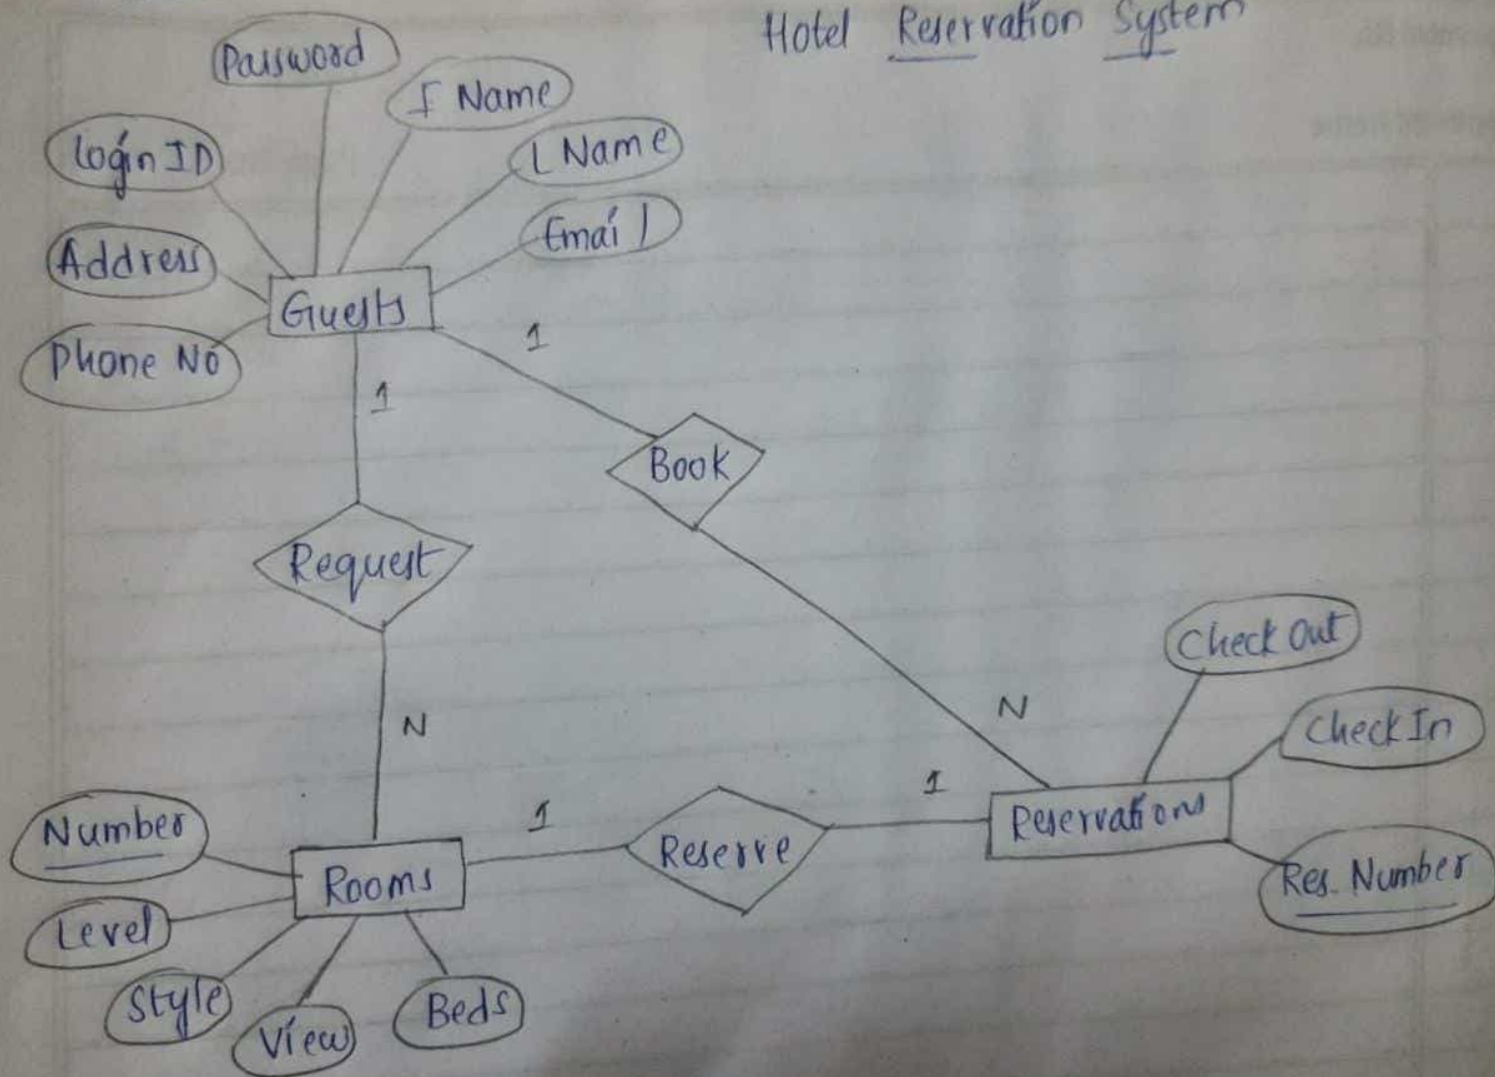 Hotel Reservation System
Password
F Name
Login ID
L Name
Address
Email
Guests
Phone No
1
1
Book
Request
Check Out
N
N
Check In
Number
1
1
Reservations
Rooms
Reserve
Res. Number
Level
Style
View
Beds